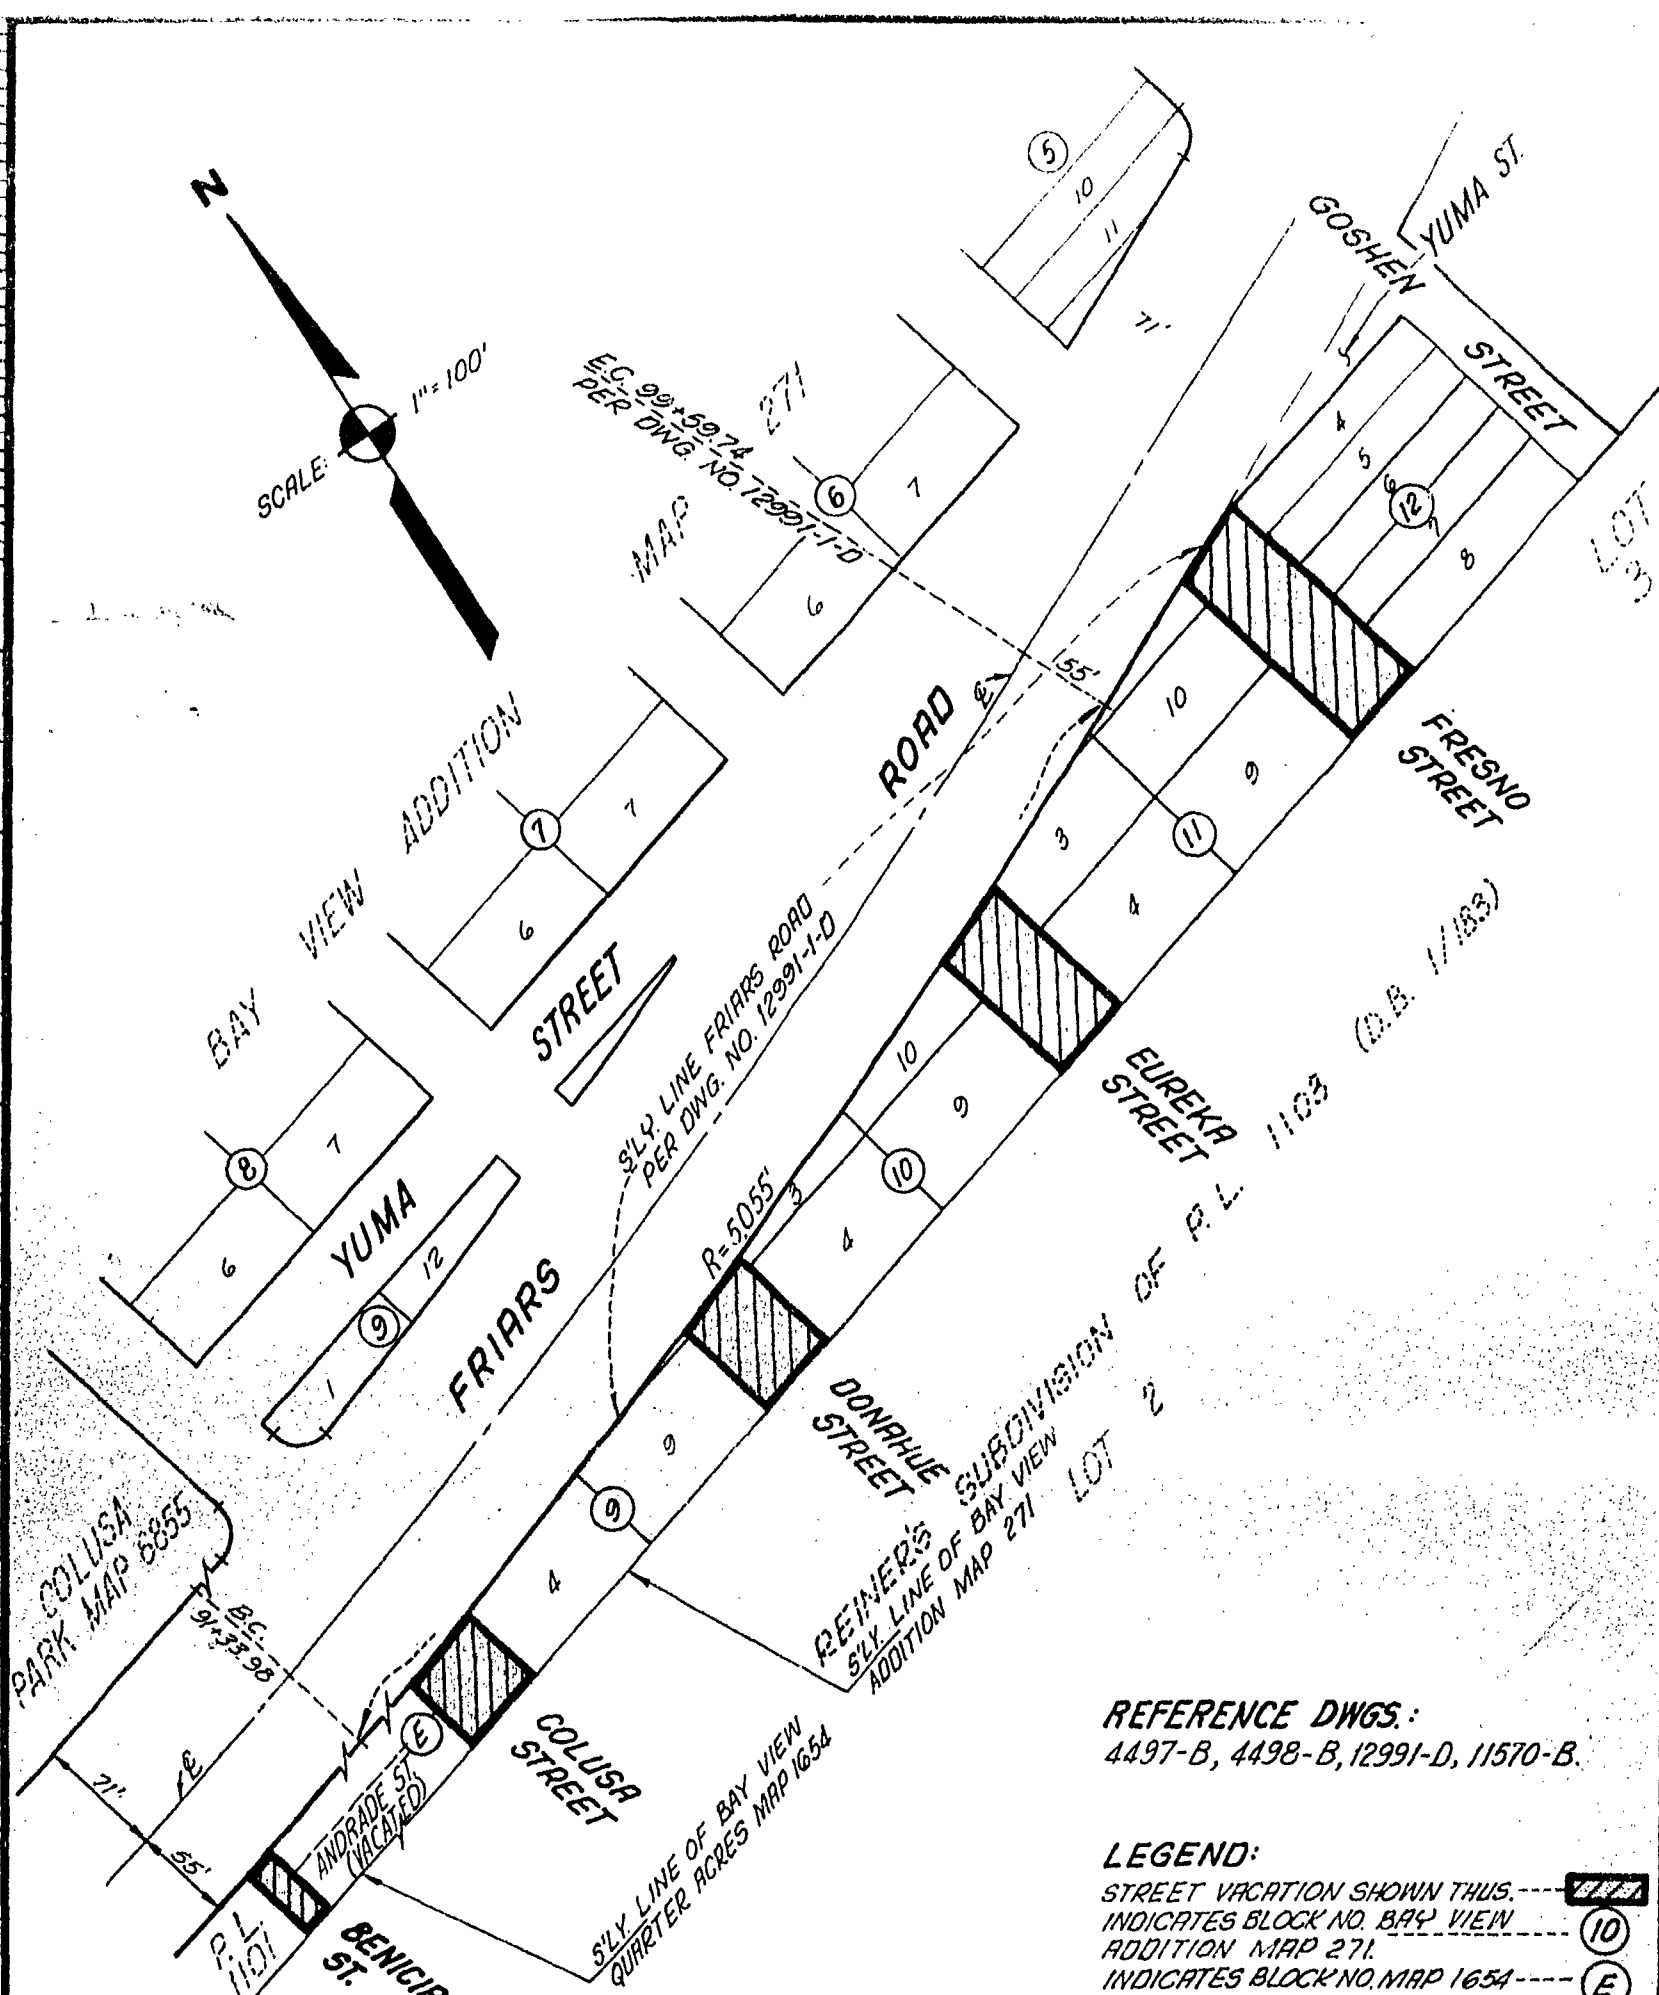 N
SCALE: 1"=100'
5
10
11
71'
GOSHEN
STREET
YUMA ST.
E.C. 99+59.74
PER DWG. NO. 12991-1-D
BAY VIEW ADDITION MAP 271
6
7
6
4
5
6
12
7
8
LOT 3
55'
℄
10
9
11
3
4
FRESNO
STREET
7
7
6
FRIARS ROAD
YUMA STREET
S'LY. LINE FRIARS ROAD
PER DWG. NO. 12991-1-D
10
9
10
3
4
EUREKA
STREET
8
7
6
12
9
1
R=5055'
DONAHUE
STREET
REINER'S SUBDIVISION OF P. L. 1103 (D.B. 1/183)
LOT 2
9
9
4
S'LY. LINE OF BAY VIEW
ADDITION MAP 271
COLUSA
PARK MAP 6855
B.C.
91+33.98
71'
℄
55'
E
COLUSA
STREET
ANDRADE ST.
(VACATED)
S'LY. LINE OF BAY VIEW
QUARTER ACRES MAP 1654
P. L.
1101
ST.
REFERENCE DWGS.:
4497-B, 4498-B, 12991-D, 11570-B.
LEGEND:
STREET VACATION SHOWN THUS.----
INDICATES BLOCK NO. BAY VIEW
ADDITION MAP 271.
10
INDICATES BLOCK NO. MAP 1654----
E